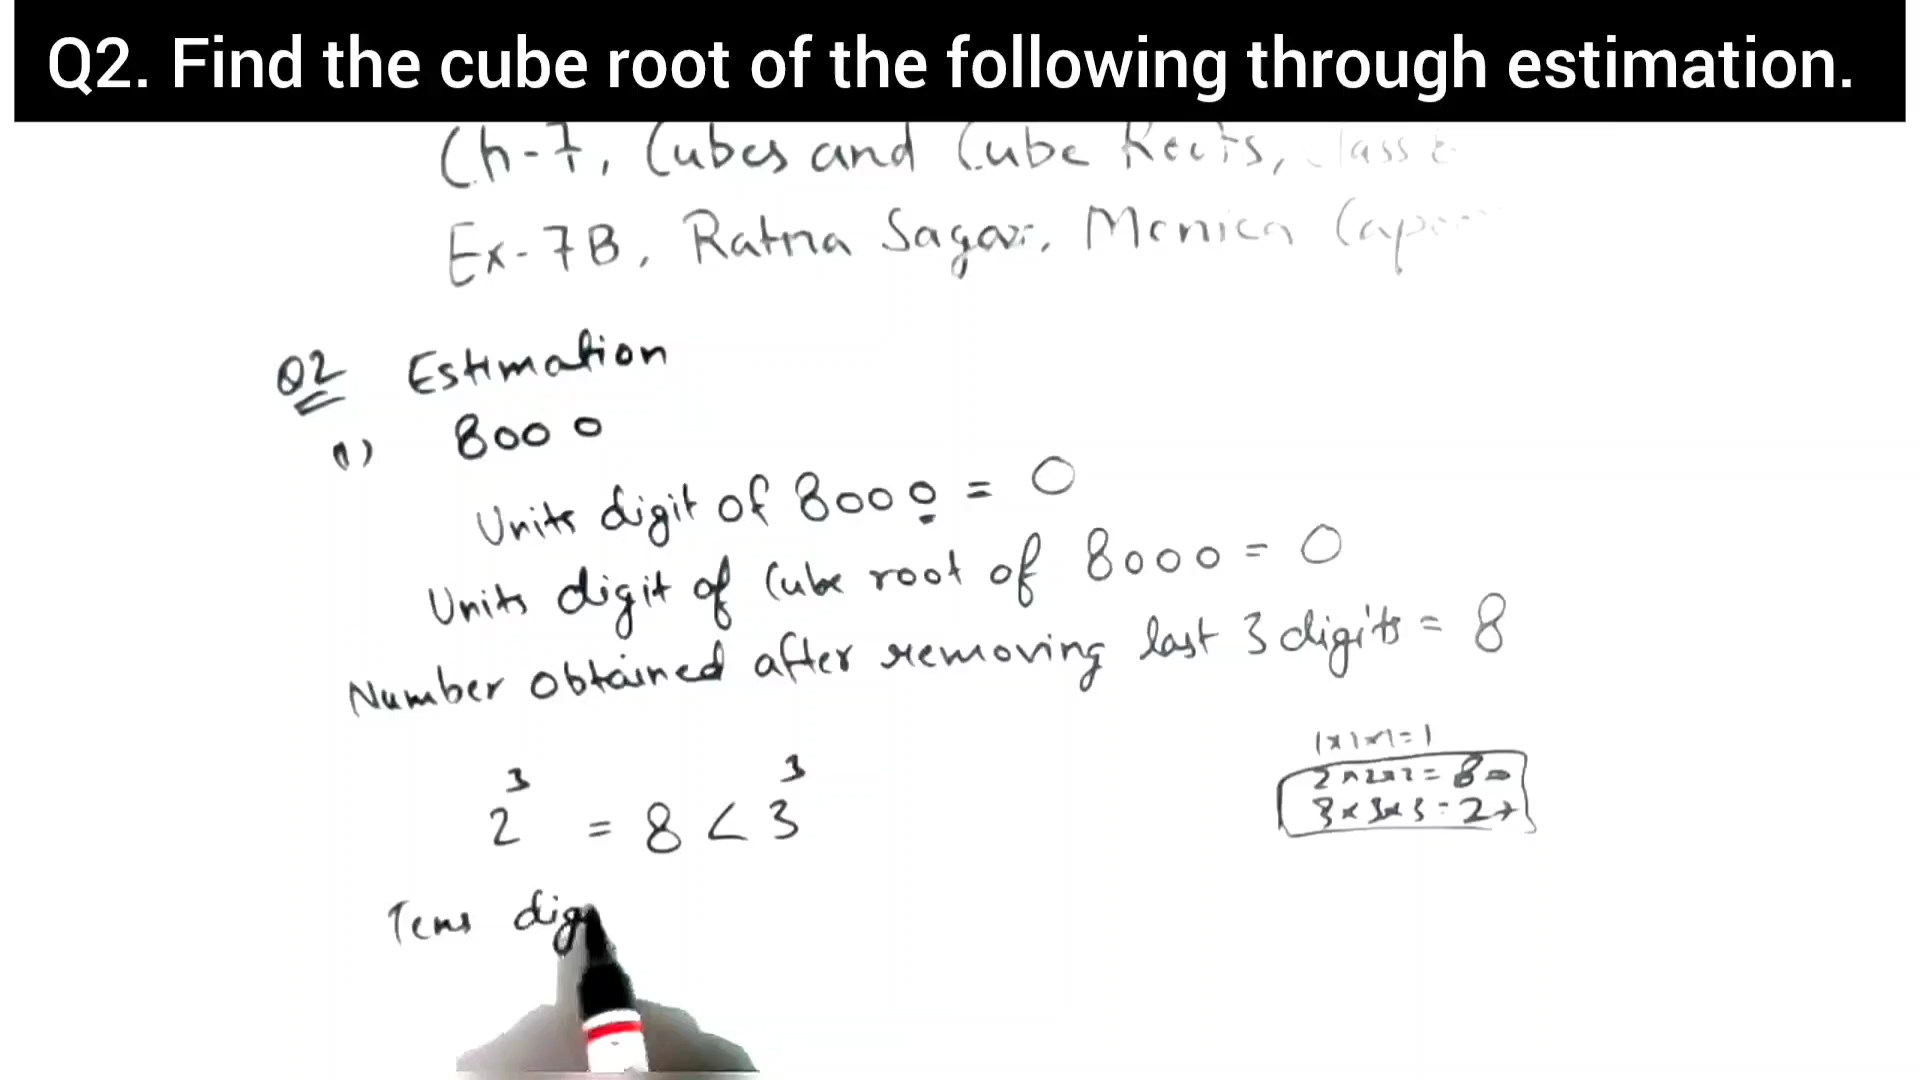 Q2. Find the cube root of the following through estimation.
Ch-7, Cubes and Cube Roots,
Ex-7B, Ratna Sagar, Monica
Q2 Estimation
1) 8000
Units digit of 8000 = 0
Units digit of Cube root of 8000 = 0
Number obtained after removing last 3 digits = 8
1×1×1=1
2×2×2=8
3×3×3=27
2³ = 8 < 3³
Tens dig